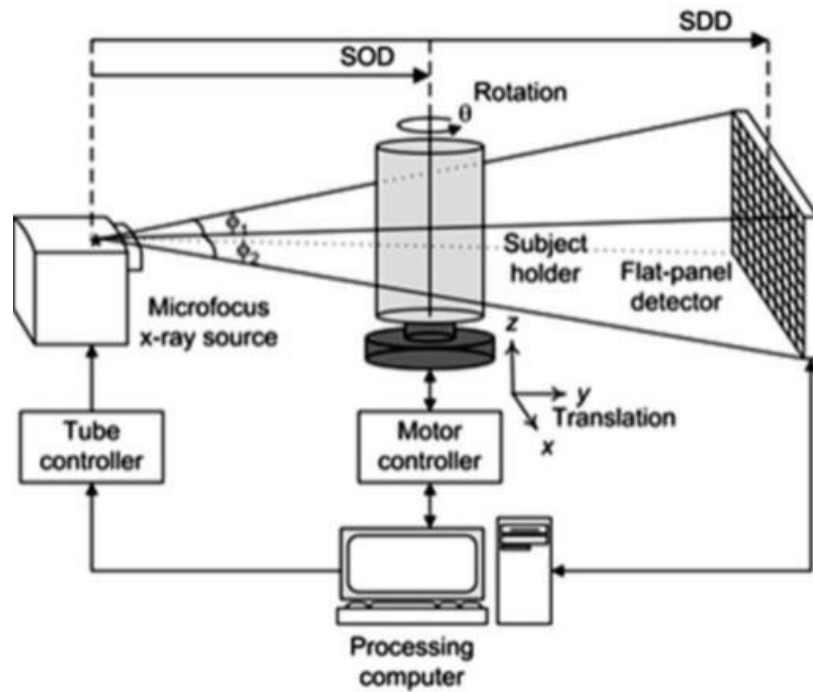 SDD
SOD
Rotation
θ
ϕ1
ϕ2
Subject
holder
Flat-panel
detector
Microfocus
x-ray source
z
y
x
Translation
Tube
controller
Motor
controller
Processing
computer